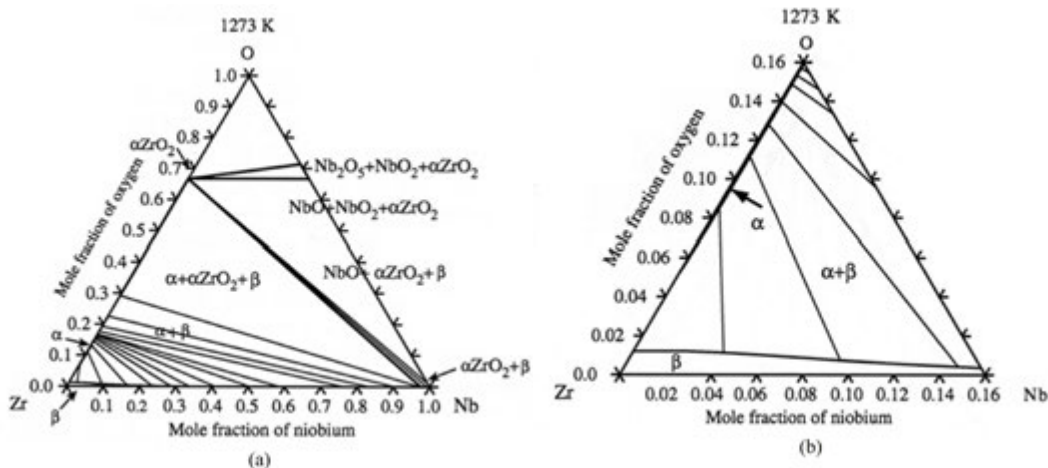 1273 K
O
1.0
0.9
0.8
αZrO2
0.7
0.6
0.5
0.4
0.3
0.2
0.1
0.0
Mole fraction of oxygen
Nb2O5+NbO2+αZrO2
NbO+NbO2+αZrO2
NbO+ αZrO2+β
α+αZrO2+β
α+β
α
αZrO2+β
Zr
β
0.1 0.2 0.3 0.4 0.5 0.6 0.7 0.8 0.9 1.0
Nb
Mole fraction of niobium
(a)
1273 K
O
0.16
0.14
0.12
0.10
0.08
0.06
0.04
0.02
0.0
Mole fraction of oxygen
α
α+β
β
Zr
0.02 0.04 0.06 0.08 0.10 0.12 0.14 0.16
Nb
Mole fraction of niobium
(b)